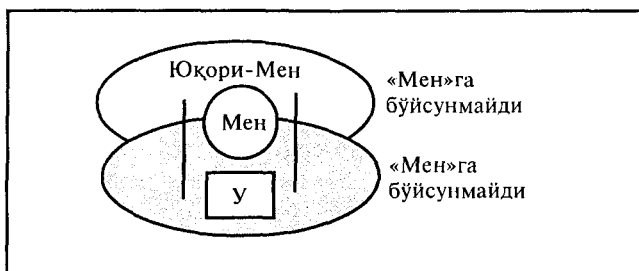 Юқори-Мен
«Мен»га
бўйсунмайди
Мен
«Мен»га
бўйсунмайди
У